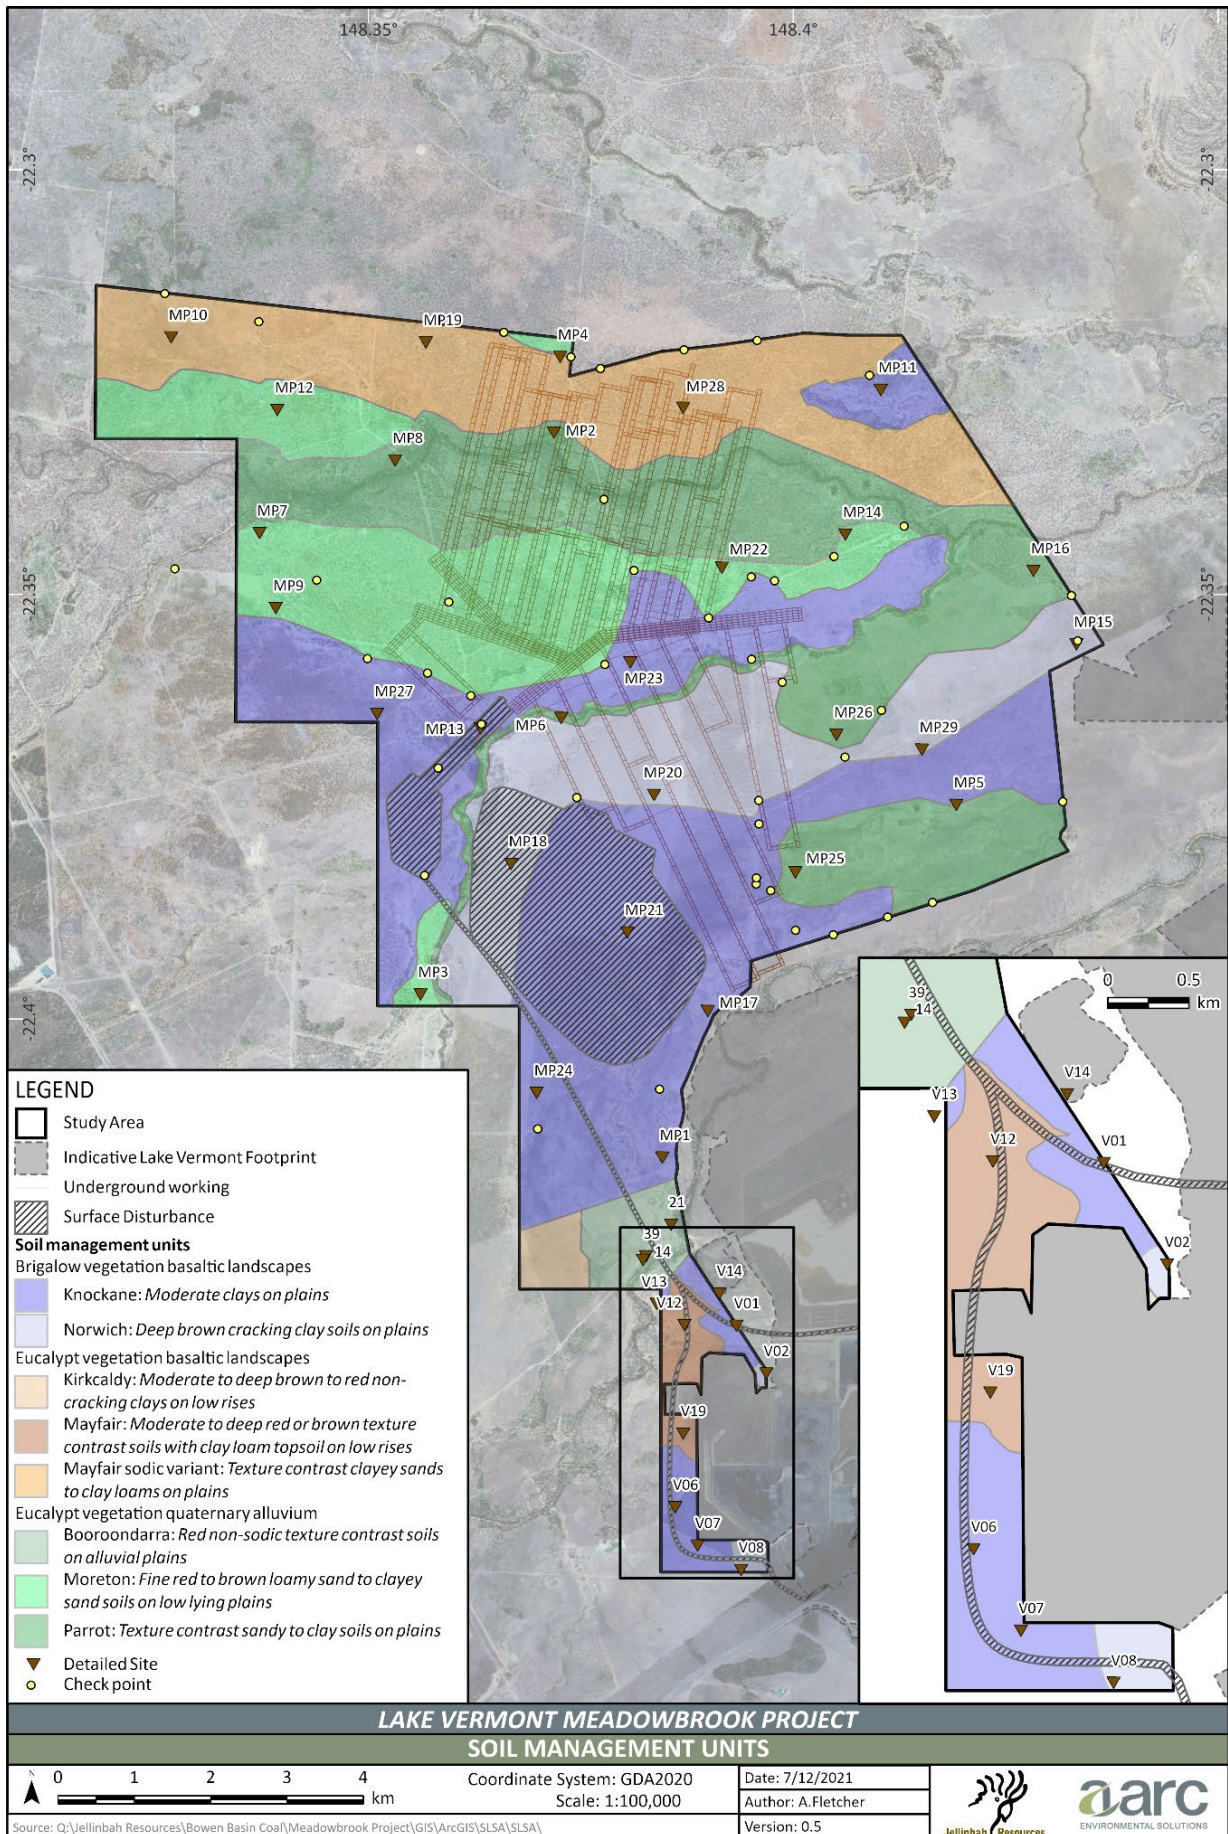 148.35°
148.4°
-22.3°
-22.3°
MP10
MP19
MP4
MP11
MP12
MP28
MP2
MP8
MP7
MP14
MP22
MP16
-22.35°
-22.35°
MP9
MP15
MP23
MP27
MP13
MP6
MP26
MP29
MP20
MP5
MP18
MP25
MP21
MP3
MP17
-22.4°
MP24
MP1
21
39
14
V13
V14
V12
V01
V02
V19
V06
V07
V08
0 0.5
km
39
14
V14
V13
V12
V01
V02
V19
V06
V07
V08
LEGEND
Study Area
Indicative Lake Vermont Footprint
Underground working
Surface Disturbance
Soil management units
Brigalow vegetation basaltic landscapes
Knockane: Moderate clays on plains
Norwich: Deep brown cracking clay soils on plains
Eucalypt vegetation basaltic landscapes
Kirkcaldy: Moderate to deep brown to red non-
cracking clays on low rises
Mayfair: Moderate to deep red or brown texture
contrast soils with clay loam topsoil on low rises
Mayfair sodic variant: Texture contrast clayey sands
to clay loams on plains
Eucalypt vegetation quaternary alluvium
Booroondarra: Red non-sodic texture contrast soils
on alluvial plains
Moreton: Fine red to brown loamy sand to clayey
sand soils on low lying plains
Parrot: Texture contrast sandy to clay soils on plains
Detailed Site
Check point
LAKE VERMONT MEADOWBROOK PROJECT
SOIL MANAGEMENT UNITS
N
0 1 2 3 4
km
Coordinate System: GDA2020
Scale: 1:100,000
Date: 7/12/2021
Author: A.Fletcher
Version: 0.5
Source: Q:\Jellinbah Resources\Bowen Basin Coal\Meadowbrook Project\GIS\ArcGIS\SLSA\SLSA\
Jellinbah Resources
aarc
ENVIRONMENTAL SOLUTIONS